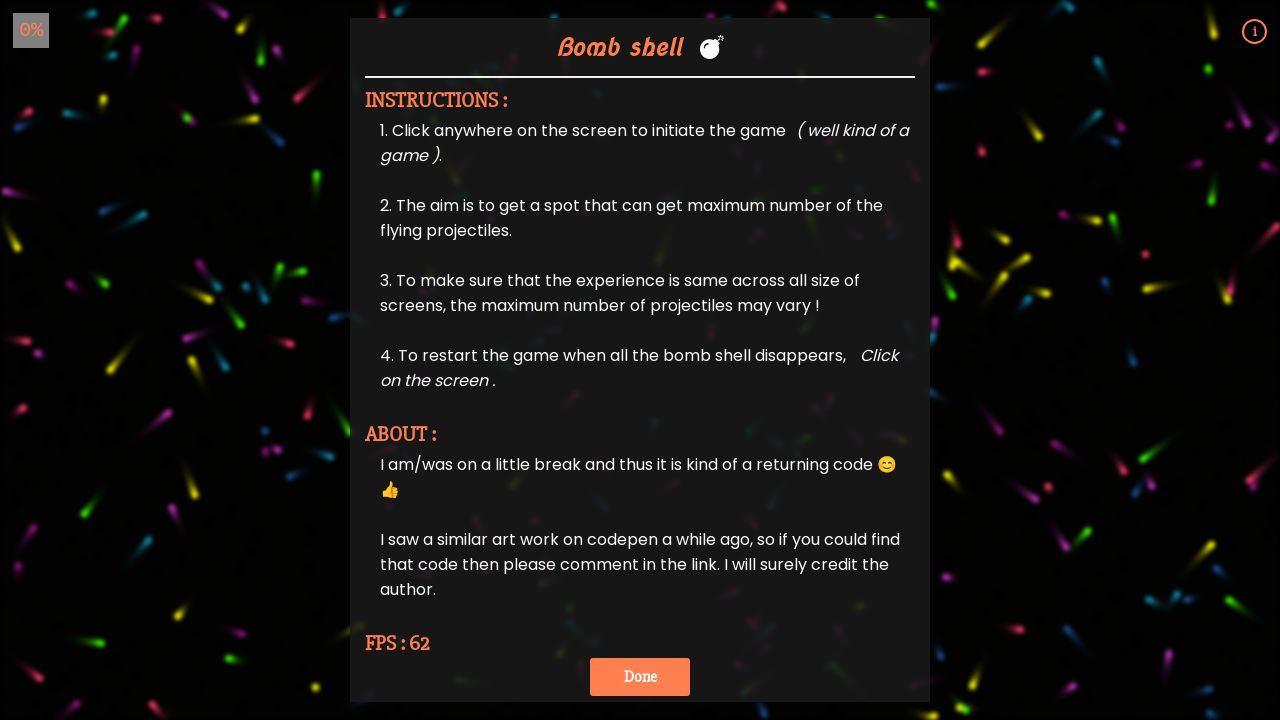 0%
Bomb shell 💣
i
INSTRUCTIONS :
1. Click anywhere on the screen to initiate the game ( well kind of a
game ).
2. The aim is to get a spot that can get maximum number of the
flying projectiles.
3. To make sure that the experience is same across all size of
screens, the maximum number of projectiles may vary !
4. To restart the game when all the bomb shell disappears, Click
on the screen .
ABOUT :
I am/was on a little break and thus it is kind of a returning code 😊
👍
I saw a similar art work on codepen a while ago, so if you could find
that code then please comment in the link. I will surely credit the
author.
FPS : 62
Done